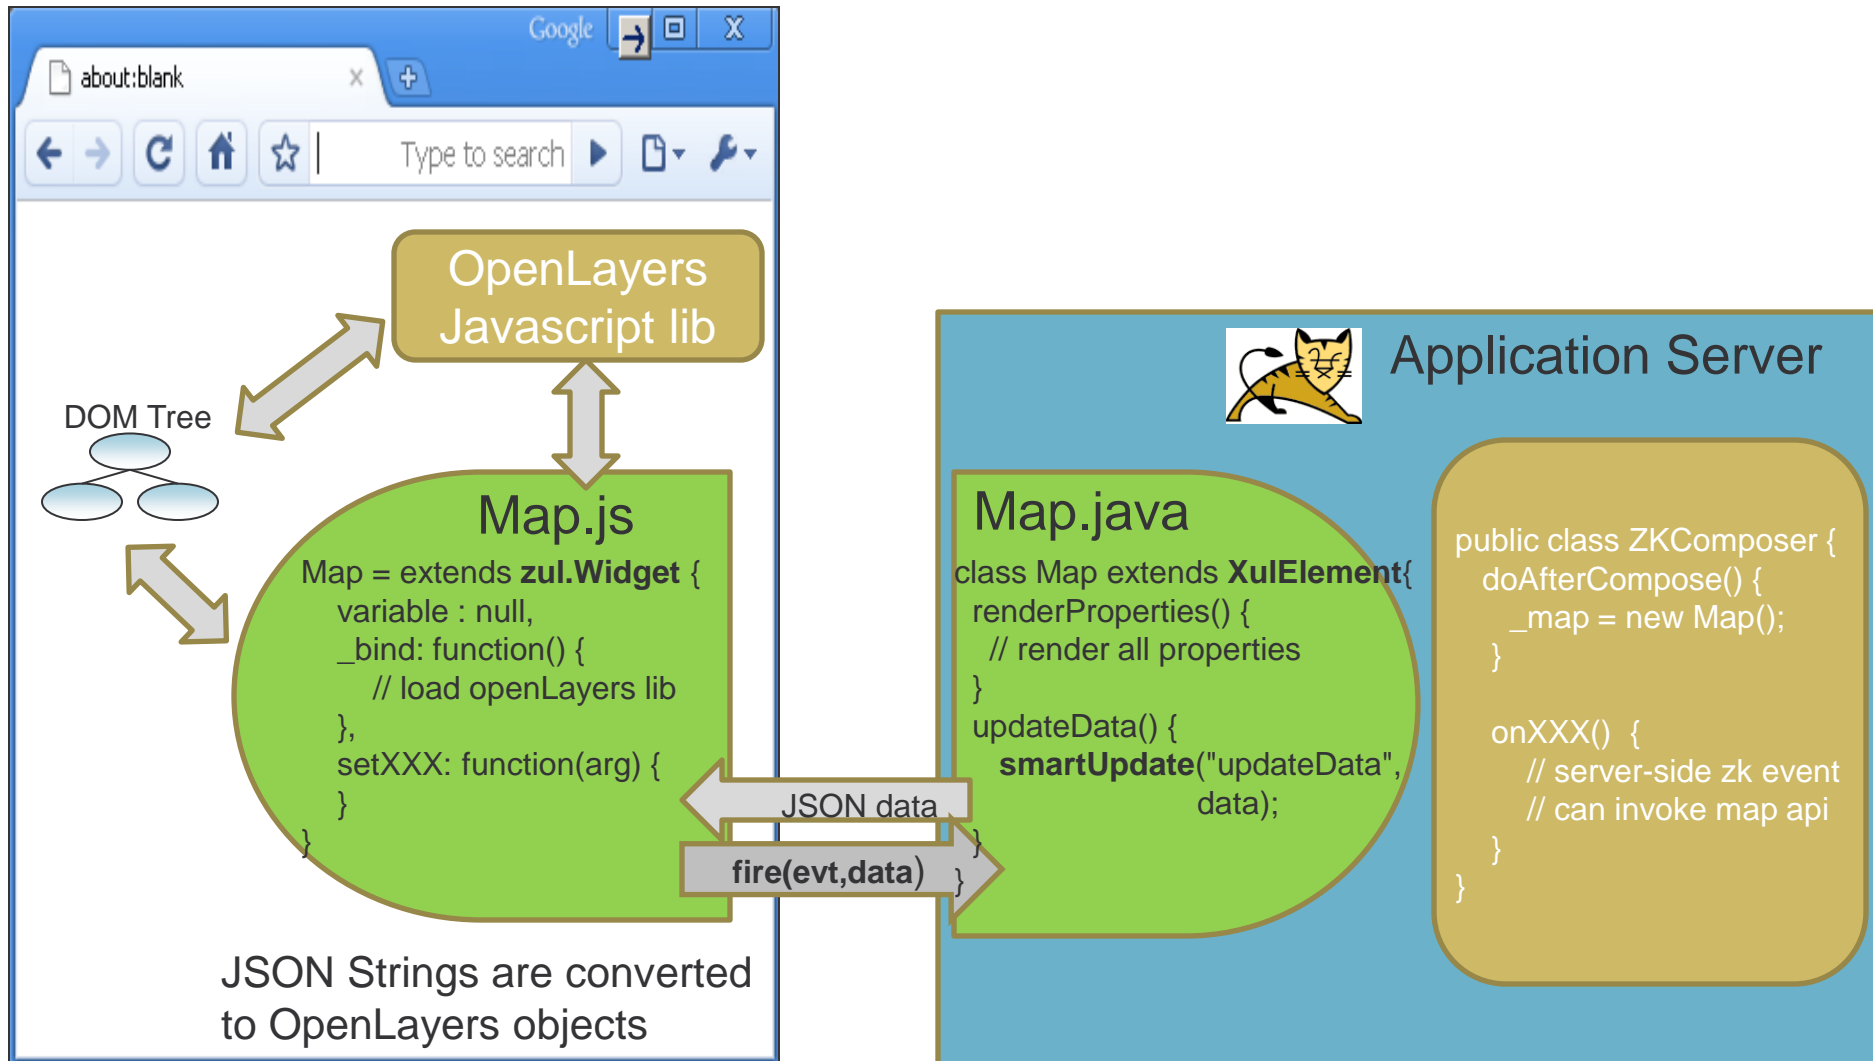 Google
about:blank
Type to search
OpenLayers
Javascript lib
DOM Tree
Map.js
Map = extends zul.Widget {
variable : null,
_bind: function() {
// load openLayers lib
},
setXXX: function(arg) {
}
}
JSON data
fire(evt,data)
JSON Strings are converted
to OpenLayers objects
Application Server
Map.java
class Map extends XulElement{
renderProperties() {
// render all properties
}
updateData() {
smartUpdate("updateData",
data);
}
}
public class ZKComposer {
doAfterCompose() {
_map = new Map();
}
onXXX() {
// server-side zk event
// can invoke map api
}
}